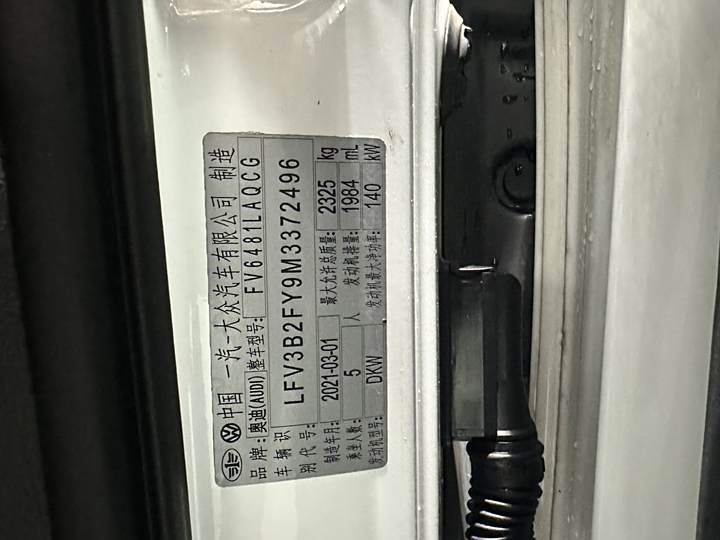 中国 一汽-大众汽车有限公司 制造
品牌: 奥迪(AUDI) 整车型号: FV6481LAQCG
车辆识别代号: LFV3B2FY9M3372496
制造年月: 2021-03-01 最大允许总质量: 2325 kg
乘坐人数: 5 人 发动机排量: 1984 mL
发动机型号: DKW 发动机最大净功率: 140 kW